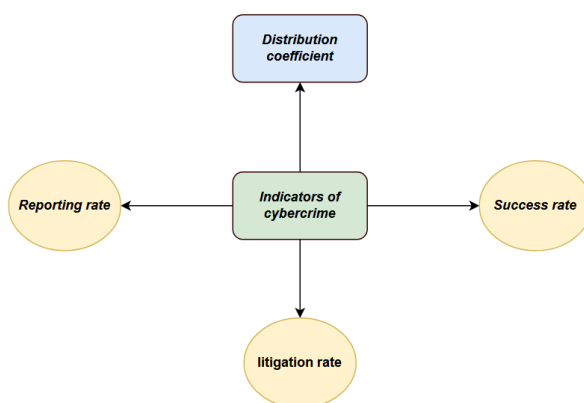 Distribution
coefficient
Reporting rate
Indicators of
cybercrime
Success rate
litigation rate